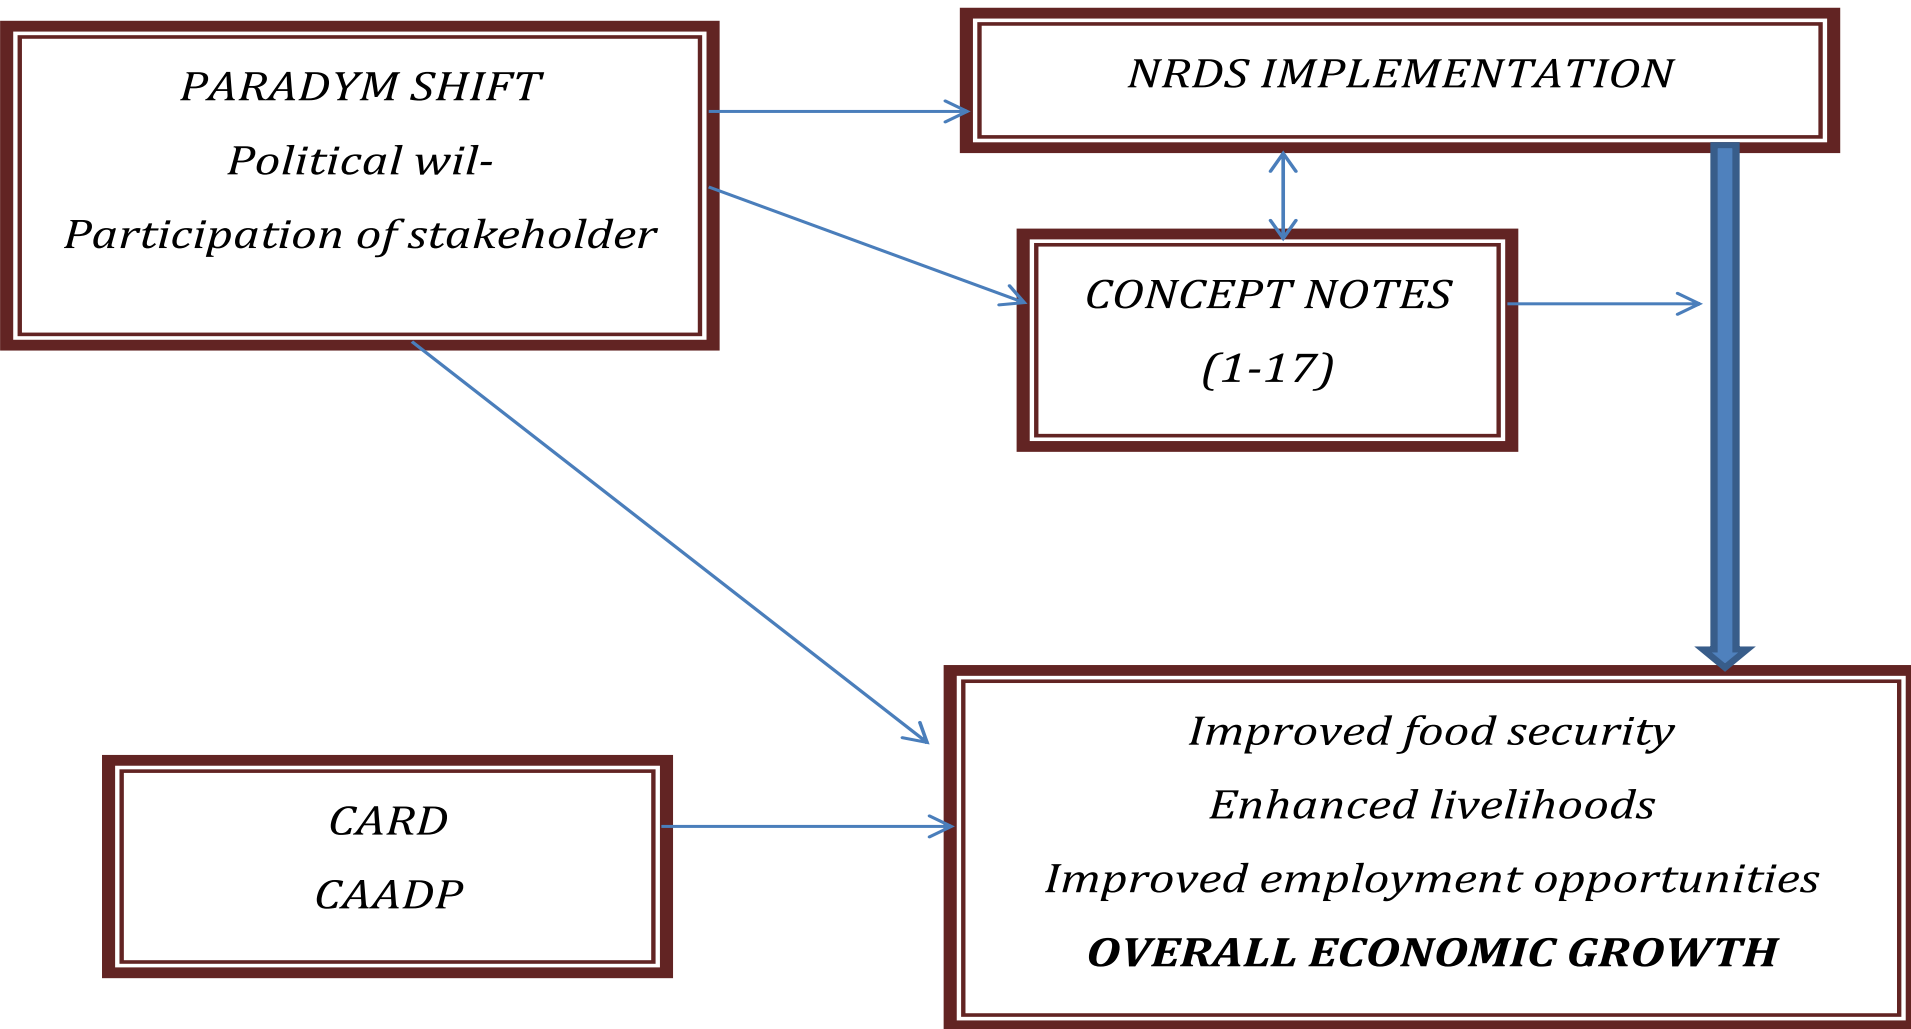 PARADYM SHIFT
Political wil-
Participation of stakeholder
NRDS IMPLEMENTATION
CONCEPT NOTES
(1-17)
CARD
CAADP
Improved food security
Enhanced livelihoods
Improved employment opportunities
OVERALL ECONOMIC GROWTH